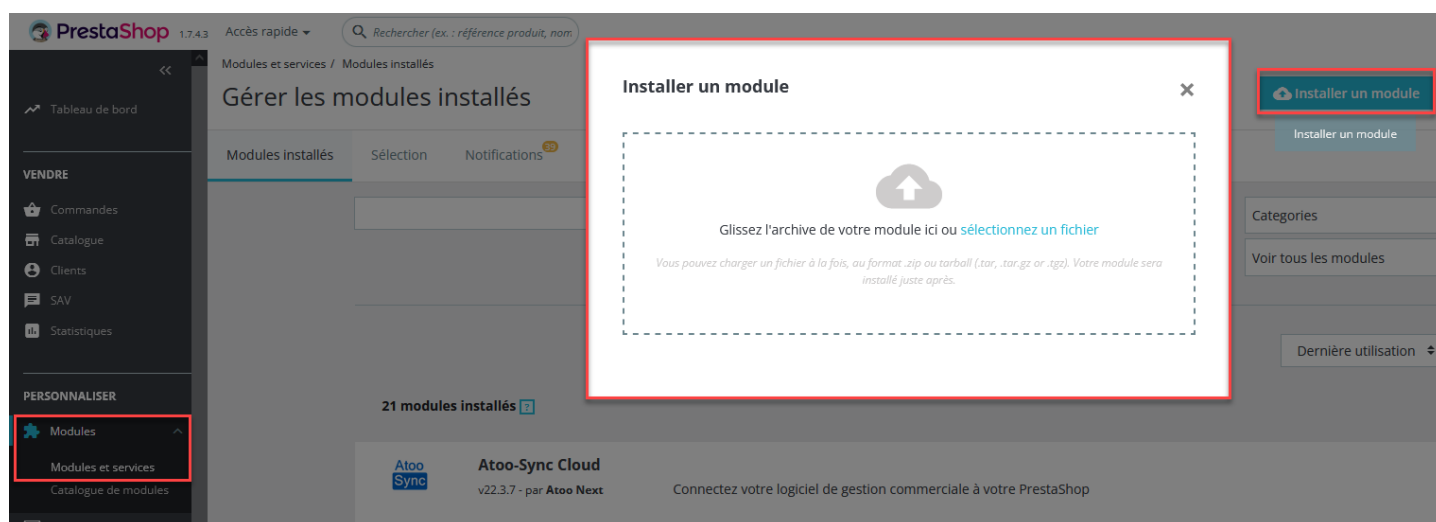 PrestaShop 1.7.4.3 Accès rapide Rechercher (ex. : référence produit, nom
Modules et services / Modules installés
Gérer les modules installés
Installer un module
Installer un module
Installer un module
Tableau de bord
Modules installés Sélection Notifications 39
VENDRE
Commandes
Catalogue
Clients
SAV
Statistiques
Glissez l'archive de votre module ici ou sélectionnez un fichier
Vous pouvez charger un fichier à la fois, au format .zip ou tarball (.tar, .tar.gz or .tgz). Votre module sera
installé juste après.
Categories
Voir tous les modules
Dernière utilisation
PERSONNALISER
Modules
Modules et services
Catalogue de modules
21 modules installés ?
Atoo
Sync
Atoo-Sync Cloud
v22.3.7 - par Atoo Next
Connectez votre logiciel de gestion commerciale à votre PrestaShop